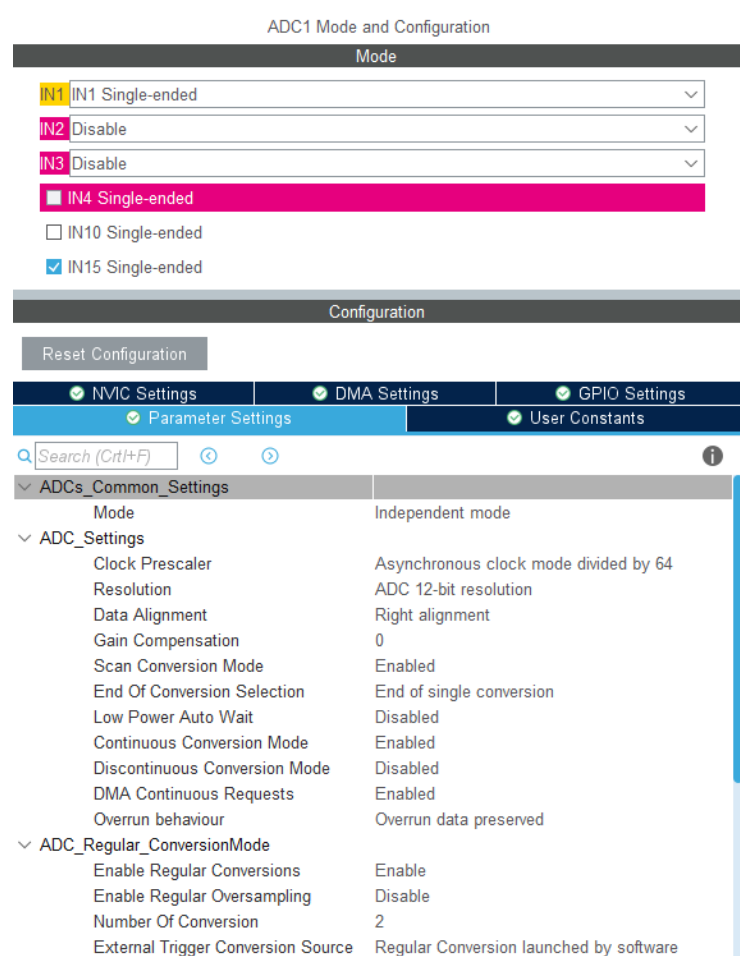 ADC1 Mode and Configuration
Mode
IN1 IN1 Single-ended
IN2 Disable
IN3 Disable
IN4 Single-ended
IN10 Single-ended
IN15 Single-ended
Configuration
Reset Configuration
NVIC Settings DMA Settings GPIO Settings
Parameter Settings User Constants
Search (Crtl+F)
ADCs_Common_Settings
Mode Independent mode
ADC_Settings
Clock Prescaler Asynchronous clock mode divided by 64
Resolution ADC 12-bit resolution
Data Alignment Right alignment
Gain Compensation 0
Scan Conversion Mode Enabled
End Of Conversion Selection End of single conversion
Low Power Auto Wait Disabled
Continuous Conversion Mode Enabled
Discontinuous Conversion Mode Disabled
DMA Continuous Requests Enabled
Overrun behaviour Overrun data preserved
ADC_Regular_ConversionMode
Enable Regular Conversions Enable
Enable Regular Oversampling Disable
Number Of Conversion 2
External Trigger Conversion Source Regular Conversion launched by software